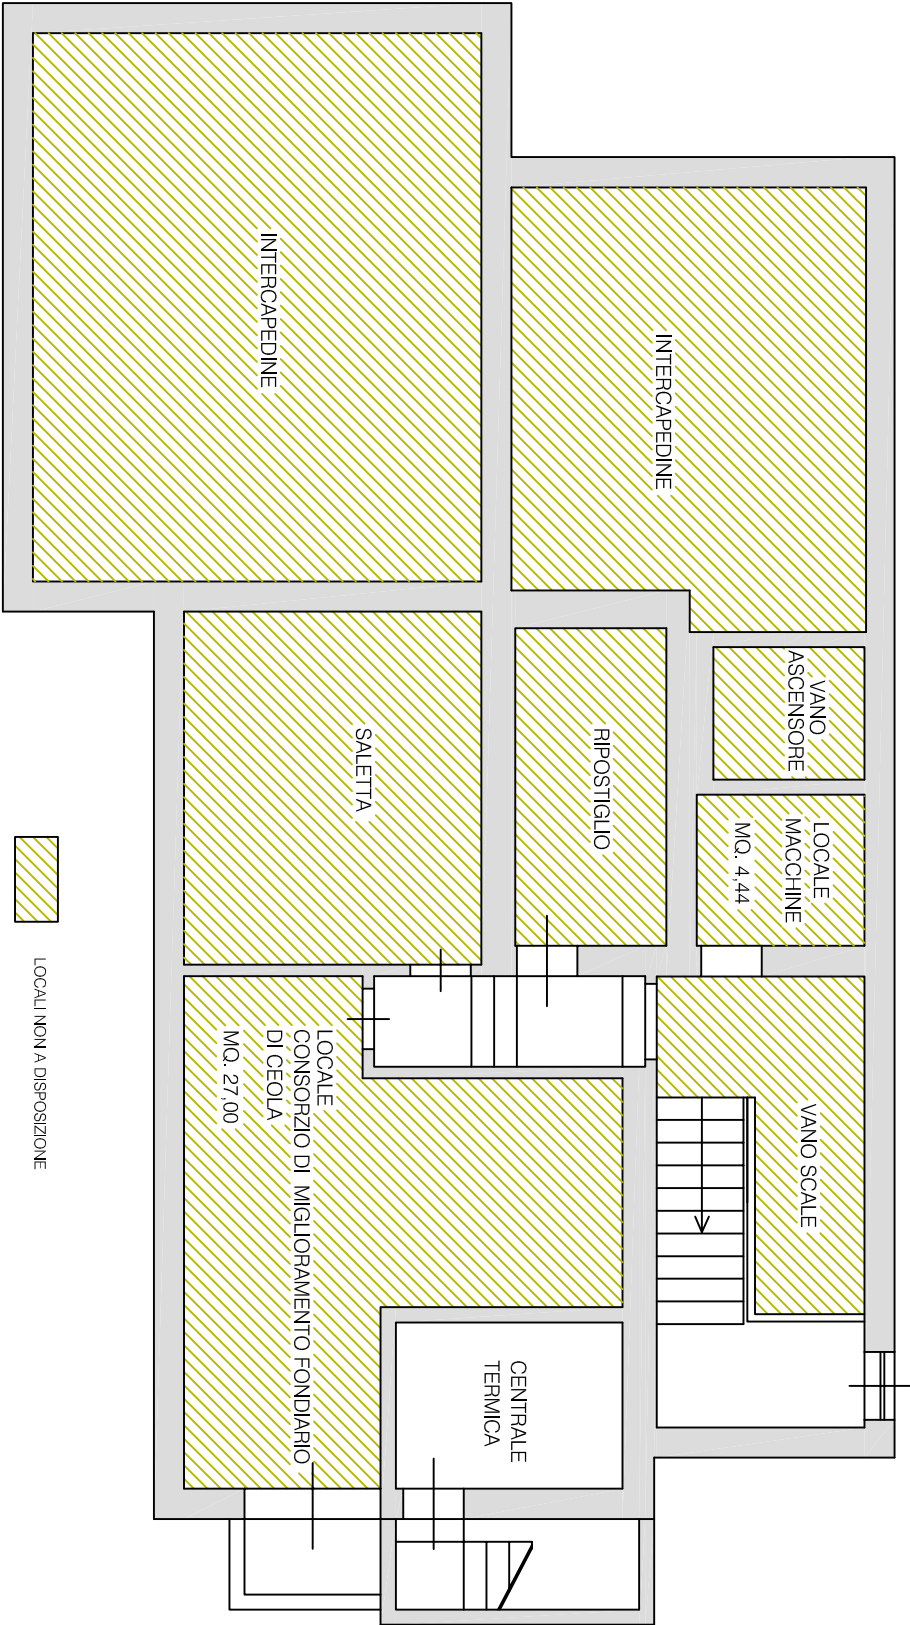 INTERCAPEDINE
INTERCAPEDINE
VANO
ASCENSORE
RIPOSTIGLIO
SALETTA
LOCALE
MACCHINE
MQ. 4,44
VANO SCALE
LOCALE
CONSORZIO DI MIGLIORAMENTO FONDIARIO
DI CEOLA
MQ. 27,00
CENTRALE
TERMICA
LOCALI NON A DISPOSIZIONE